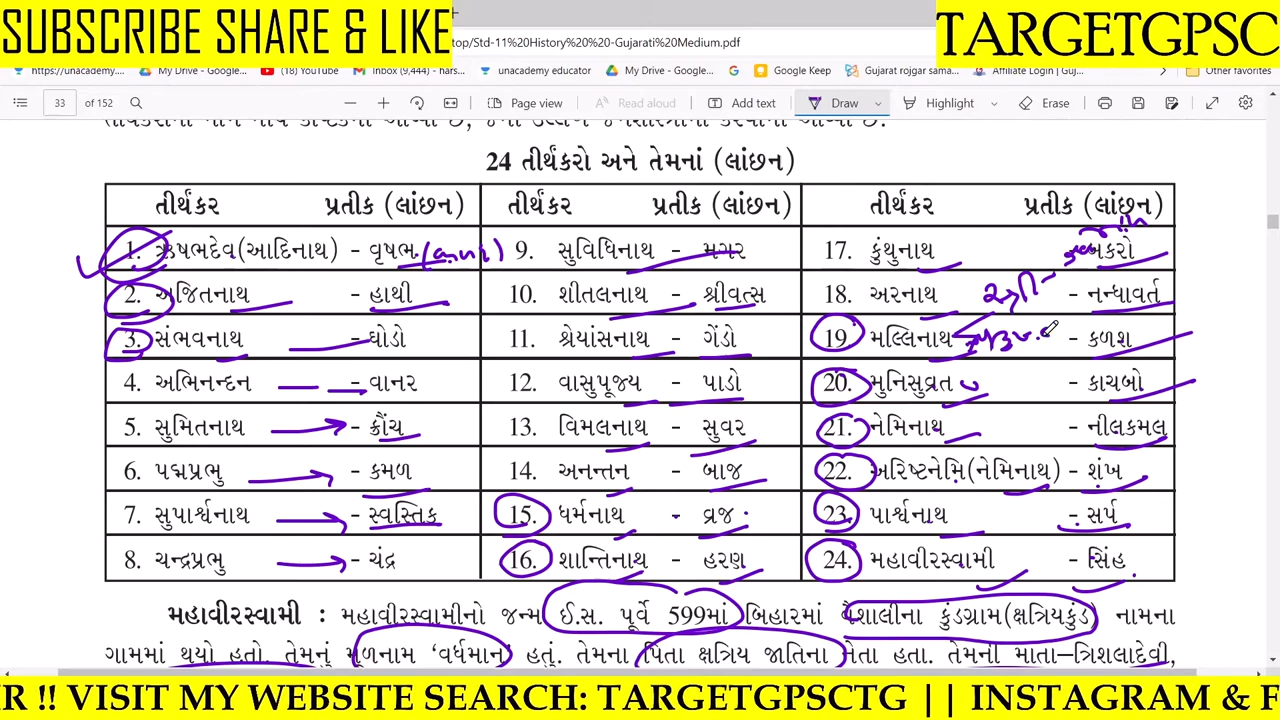 SUBSCRIBE SHARE & LIKE
TARGETGPSC
top/Std-11%20History%20%20-Gujarati%20Medium.pdf
https://unacademy.com/ My Drive - Google... (18) YouTube Inbox (9,444) - hars... unacademy educator My Drive - Google... Google Keep Gujarat rojgar sama... Affiliate Login | Guj... Other favorites
33 of 152 Page view Read aloud Add text Draw Highlight Erase
24 તીર્થંકરો અને તેમનાં (લાંછન)
તીર્થંકર પ્રતીક (લાંછન) તીર્થંકર પ્રતીક (લાંછન) તીર્થંકર પ્રતીક (લાંછન)
1. ઋષભદેવ(આદિનાથ) - વૃષભ 9. સુવિધિનાથ - મગર 17. કુંથુનાથ - બકરો
2. અજિતનાથ - હાથી 10. શીતલનાથ - શ્રીવત્સ 18. અરનાથ - નન્ધાવર્ત
3. સંભવનાથ - ઘોડો 11. શ્રેયાંસનાથ - ગેંડો 19. મલ્લિનાથ - કળશ
4. અભિનન્દન - વાનર 12. વાસુપૂજ્ય - પાડો 20. મુનિસુવ્રત - કાચબો
5. સુમિતનાથ - ક્રૌંચ 13. વિમલનાથ - સુવર 21. નેમિનાથ - નીલકમલ
6. પદ્મપ્રભુ - કમળ 14. અનન્તન - બાજ 22. અરિષ્ટનેમિ(નેમિનાથ) - શંખ
7. સુપાર્શ્વનાથ - સ્વસ્તિક 15. ધર્મનાથ - વ્રજ 23. પાર્શ્વનાથ - સર્પ
8. ચન્દ્રપ્રભુ - ચંદ્ર 16. શાન્તિનાથ - હરણ 24. મહાવીરસ્વામી - સિંહ
મહાવીરસ્વામી : મહાવીરસ્વામીનો જન્મ ઈ.સ. પૂર્વે 599માં બિહારમાં વૈશાલીના કુંડગ્રામ(ક્ષત્રિયકુંડ) નામના
ગામમાં થયો હતો. તેમનું મૂળનામ ‘વર્ધમાન’ હતું. તેમના પિતા ક્ષત્રિય જાતિના નેતા હતા. તેમની માતા–ત્રિશલાદેવી,
IR !! VISIT MY WEBSITE SEARCH: TARGETGPSCTG || INSTAGRAM & F